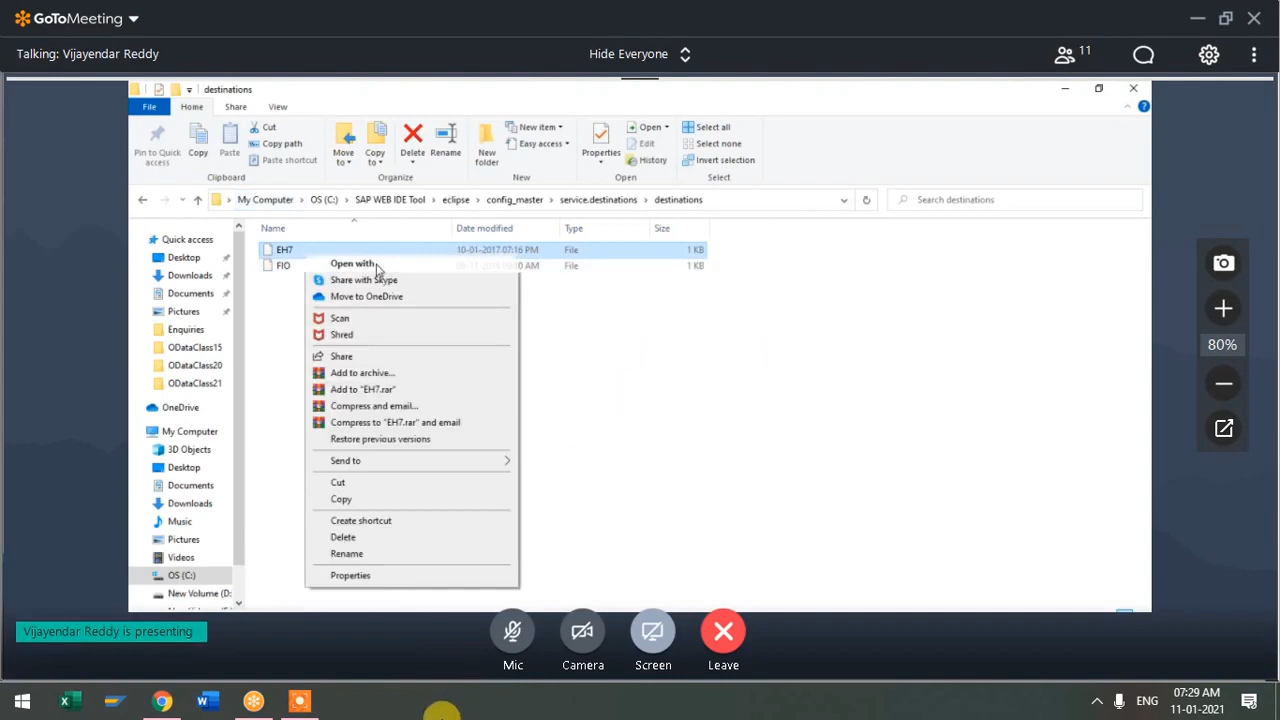 GoToMeeting
Talking: Vijayendar Reddy
Hide Everyone
11
destinations
File Home Share View
Pin to Quick access
Copy
Paste
Cut
Copy path
Paste shortcut
Clipboard
Move to
Copy to
Delete
Rename
Organize
New folder
New item
Easy access
New
Properties
Open
Edit
History
Open
Select all
Select none
Invert selection
Select
My Computer > OS (C:) > SAP WEB IDE Tool > eclipse > config_master > service.destinations > destinations
Search destinations
Name Date modified Type Size
EH7 10-01-2017 07:16 PM File 1 KB
FIO AM File 1 KB
Quick access
Desktop
Downloads
Documents
Pictures
Enquiries
ODataClass15
ODataClass20
ODataClass21
OneDrive
My Computer
3D Objects
Desktop
Documents
Downloads
Music
Pictures
Videos
OS (C:)
New Volume (D:
Open with
Share with Skype
Move to OneDrive
Scan
Shred
Share
Add to archive...
Add to "EH7.rar"
Compress and email...
Compress to "EH7.rar" and email
Restore previous versions
Send to
Cut
Copy
Create shortcut
Delete
Rename
Properties
80%
Vijayendar Reddy is presenting
Mic
Camera
Screen
Leave
ENG
07:29 AM
11-01-2021